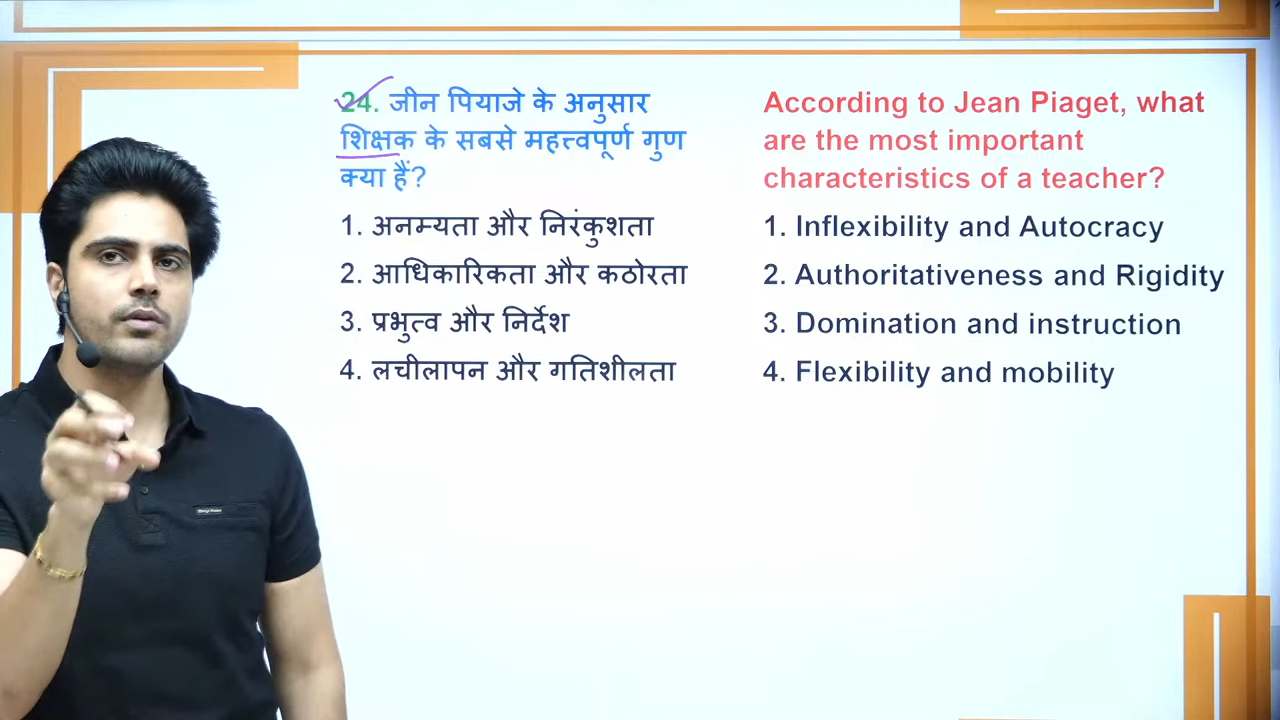 24. जीन पियाजे के अनुसार
शिक्षक के सबसे महत्त्वपूर्ण गुण
क्या हैं?
1. अनम्यता और निरंकुशता
2. आधिकारिकता और कठोरता
3. प्रभुत्व और निर्देश
4. लचीलापन और गतिशीलता
According to Jean Piaget, what
are the most important
characteristics of a teacher?
1. Inflexibility and Autocracy
2. Authoritativeness and Rigidity
3. Domination and instruction
4. Flexibility and mobility